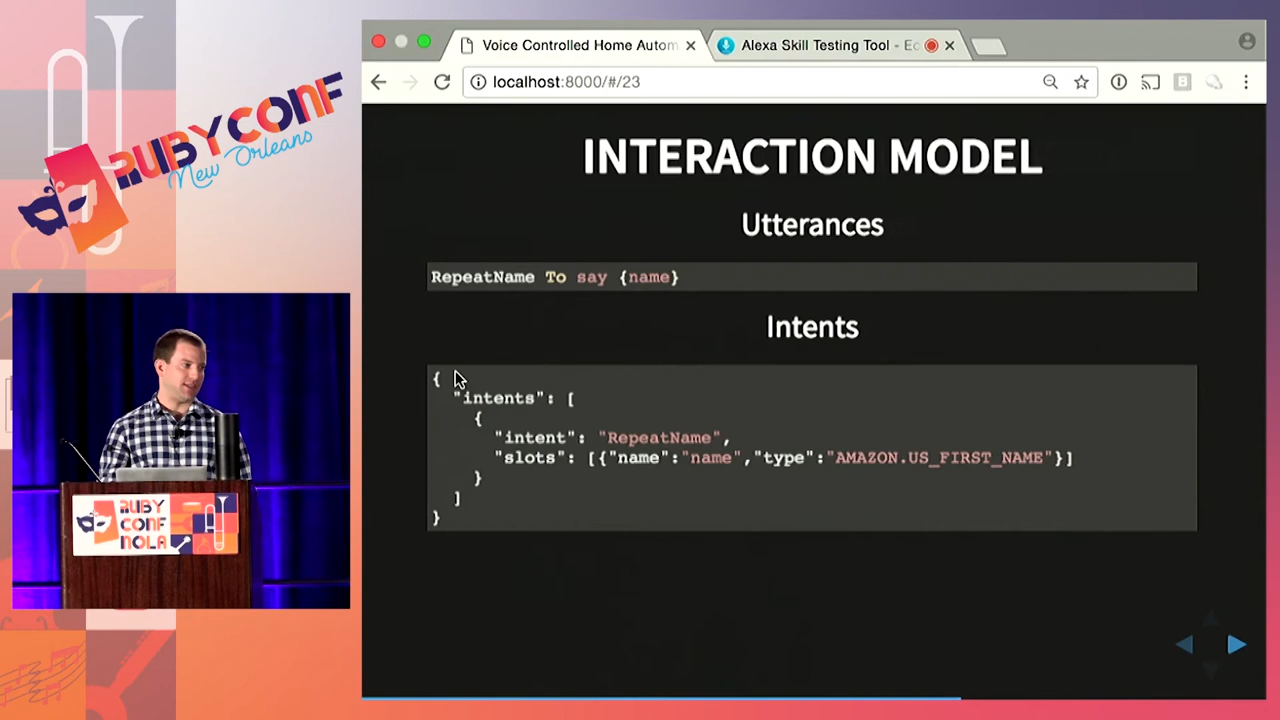 RUBYCONF
New Orleans
Voice Controlled Home Autom
Alexa Skill Testing Tool - Ec
localhost:8000/#/23
INTERACTION MODEL
Utterances
RepeatName To say {name}
Intents
{
"intents": [
{
"intent": "RepeatName",
"slots": [{"name":"name","type":"AMAZON.US_FIRST_NAME"}]
}
]
}
RUBY
CONF
NOLA